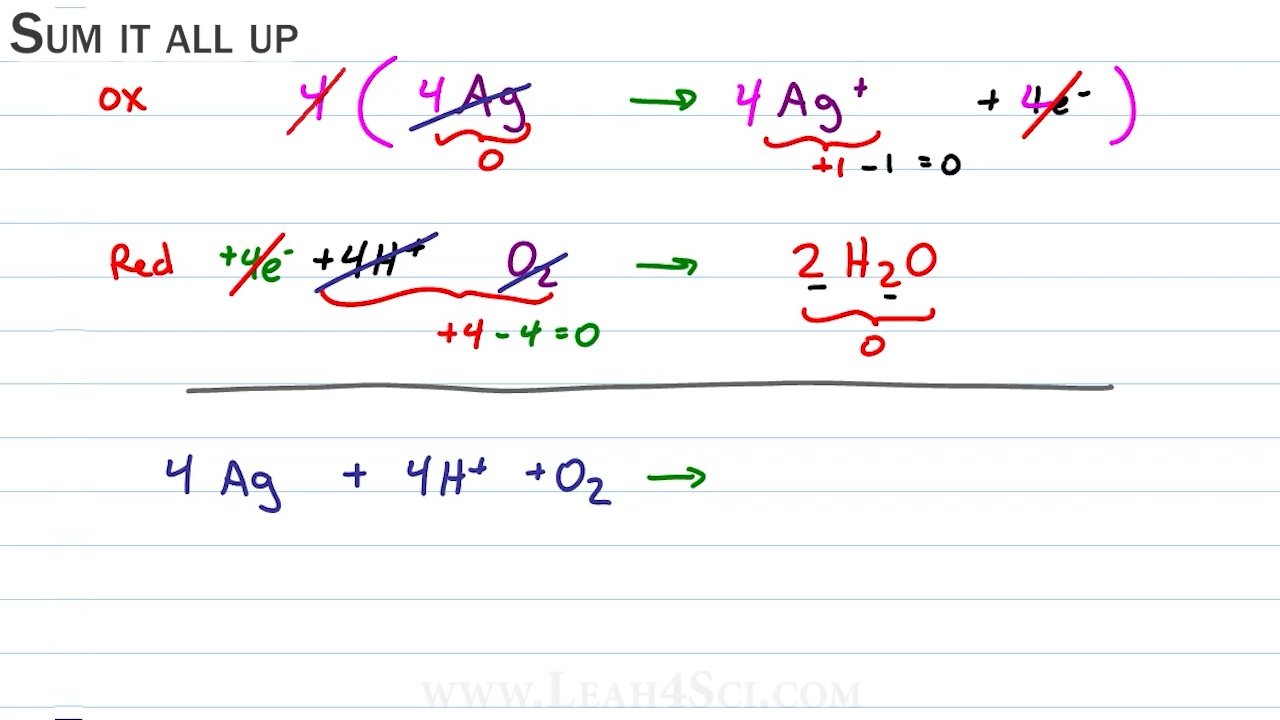 SUM IT ALL UP
OX 4 ( 4 Ag → 4 Ag⁺ + 4e⁻ )
0 +1 - 1 = 0
Red +4e⁻ +4H⁺ O₂ → 2 H₂O
+4 - 4 = 0 0
4 Ag + 4H⁺ + O₂ →
www.Leah4Sci.com